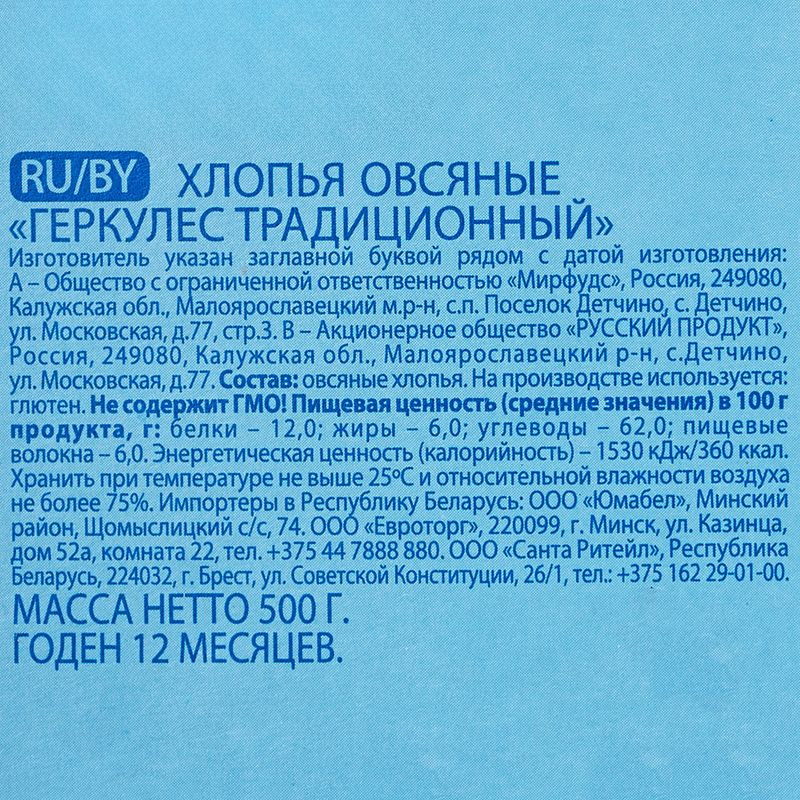 RU/BY ХЛОПЬЯ ОВСЯНЫЕ
«ГЕРКУЛЕС ТРАДИЦИОННЫЙ»
Изготовитель указан заглавной буквой рядом с датой изготовления:
А – Общество с ограниченной ответственностью «Мирфудс», Россия, 249080,
Калужская обл., Малоярославецкий м.р-н, с.п. Поселок Детчино, с. Детчино,
ул. Московская, д.77, стр.3. В – Акционерное общество «РУССКИЙ ПРОДУКТ»,
Россия, 249080, Калужская обл., Малоярославецкий р-н, с.Детчино,
ул. Московская, д.77. Состав: овсяные хлопья. На производстве используется:
глютен. Не содержит ГМО! Пищевая ценность (средние значения) в 100 г
продукта, г: белки – 12,0; жиры – 6,0; углеводы – 62,0; пищевые
волокна – 6,0. Энергетическая ценность (калорийность) – 1530 кДж/360 ккал.
Хранить при температуре не выше 25ºС и относительной влажности воздуха
не более 75%. Импортеры в Республику Беларусь: ООО «Юмабел», Минский
район, Щомыслицкий с/с, 74. ООО «Евроторг», 220099, г. Минск, ул. Казинца,
дом 52а, комната 22, тел. +375 44 7888 880. ООО «Санта Ритейл», Республика
Беларусь, 224032, г. Брест, ул. Советской Конституции, 26/1, тел.: +375 162 29-01-00.
МАССА НЕТТО 500 Г.
ГОДЕН 12 МЕСЯЦЕВ.